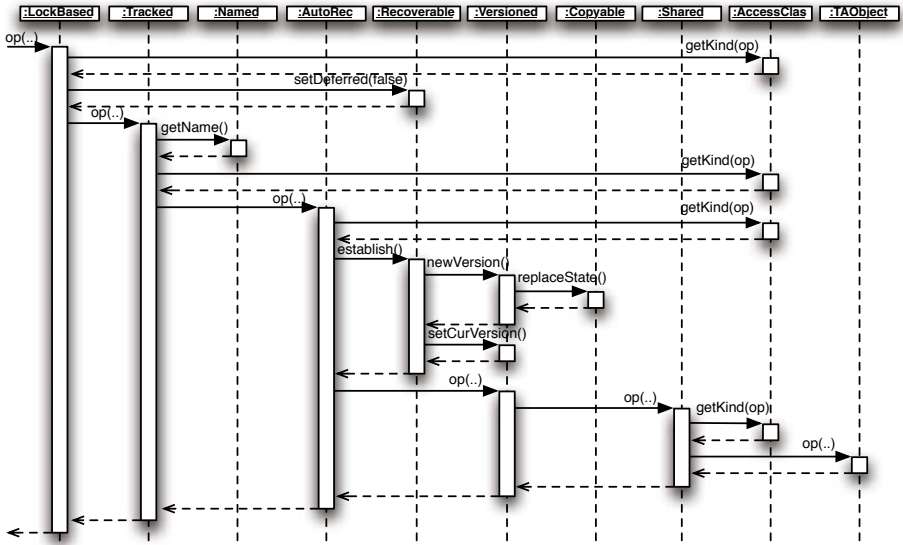 :LockBased :Tracked :Named :AutoRec :Recoverable :Versioned :Copyable :Shared :AccessClas :TAObject
op(..)
getKind(op)
setDeferred(false)
op(..)
getName()
getKind(op)
op(..)
getKind(op)
establish()
newVersion()
replaceState()
setCurVersion()
op(..)
op(..)
getKind(op)
op(..)